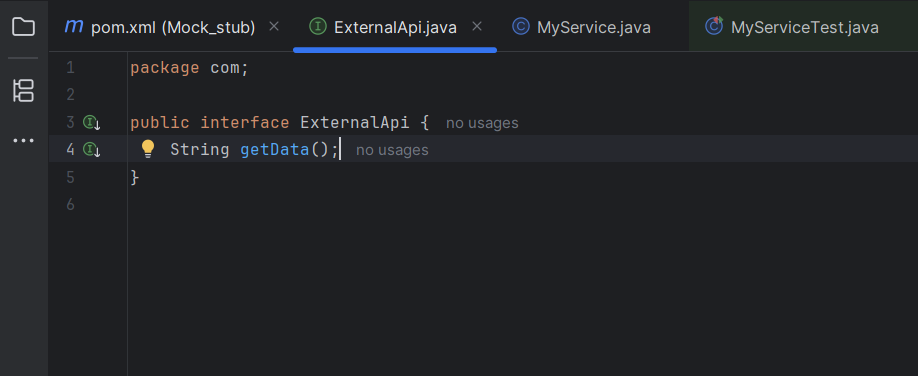 m pom.xml (Mock_stub) ExternalApi.java MyService.java MyServiceTest.java
1 package com;
2
3 public interface ExternalApi { no usages
4 String getData(); no usages
5 }
6